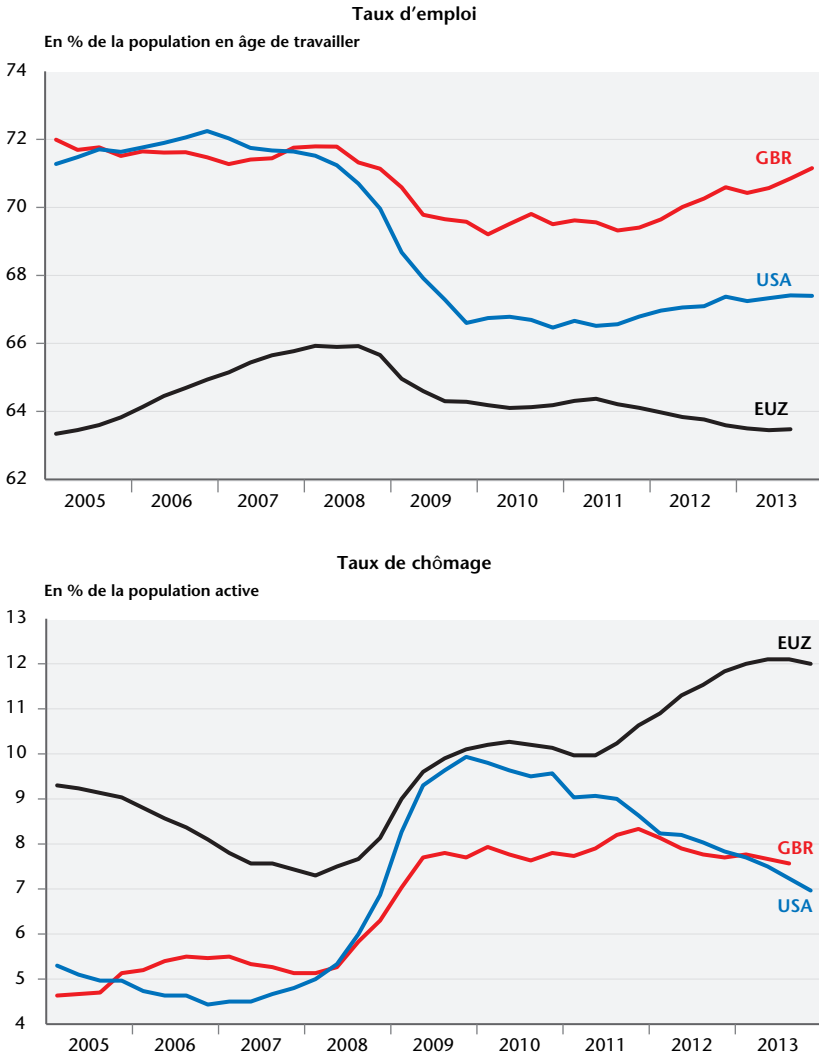 Taux d'emploi
En % de la population en âge de travailler
74
72
70
68
66
64
62
GBR
USA
EUZ
2005 2006 2007 2008 2009 2010 2011 2012 2013
Taux de chômage
En % de la population active
13
12
11
10
9
8
7
6
5
4
EUZ
GBR
USA
2005 2006 2007 2008 2009 2010 2011 2012 2013